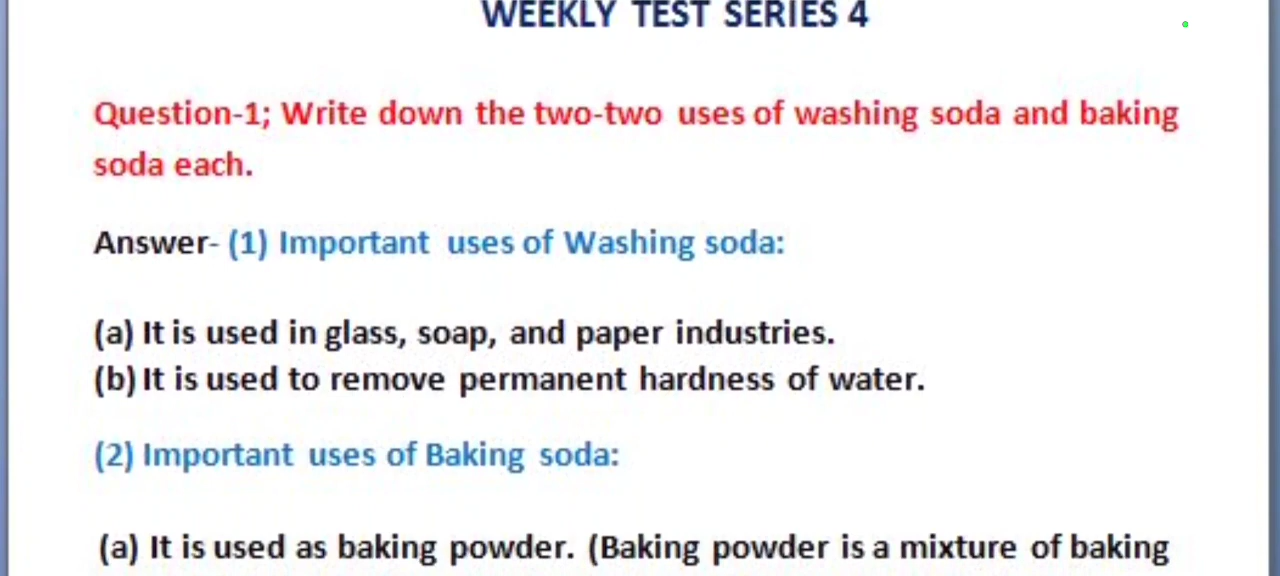 WEEKLY TEST SERIES 4
Question-1; Write down the two-two uses of washing soda and baking
soda each.
Answer- (1) Important uses of Washing soda:
(a) It is used in glass, soap, and paper industries.
(b) It is used to remove permanent hardness of water.
(2) Important uses of Baking soda:
(a) It is used as baking powder. (Baking powder is a mixture of baking